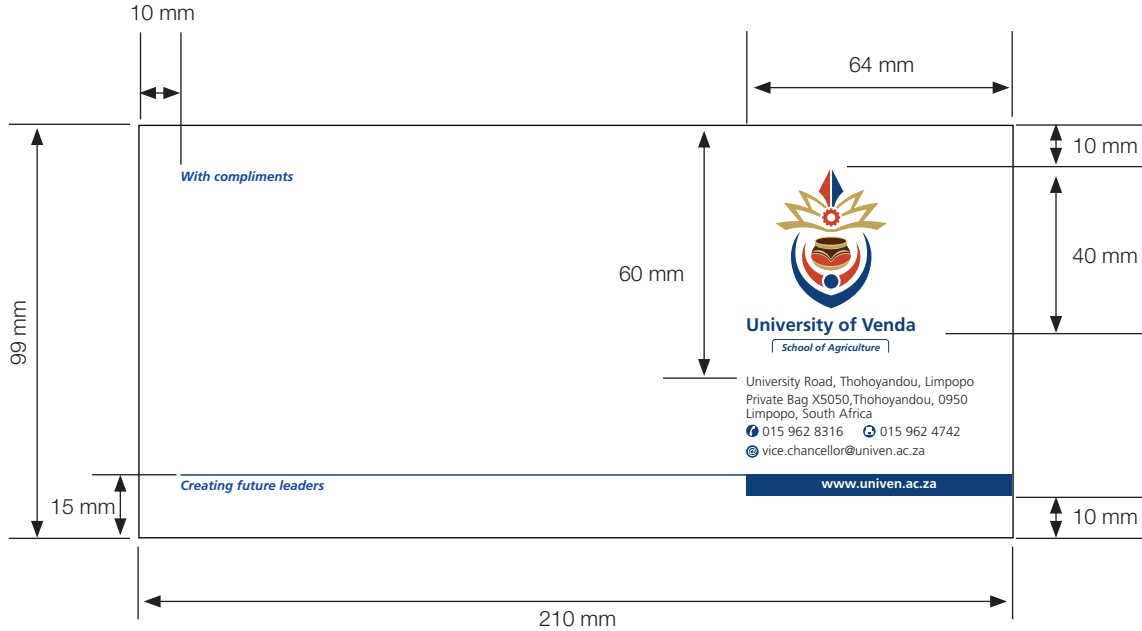 10 mm
64 mm
10 mm
With compliments
60 mm
40 mm
99 mm
University of Venda
School of Agriculture
University Road, Thohoyandou, Limpopo
Private Bag X5050,Thohoyandou, 0950
Limpopo, South Africa
015 962 8316 015 962 4742
@ vice.chancellor@univen.ac.za
Creating future leaders
www.univen.ac.za
15 mm
10 mm
210 mm